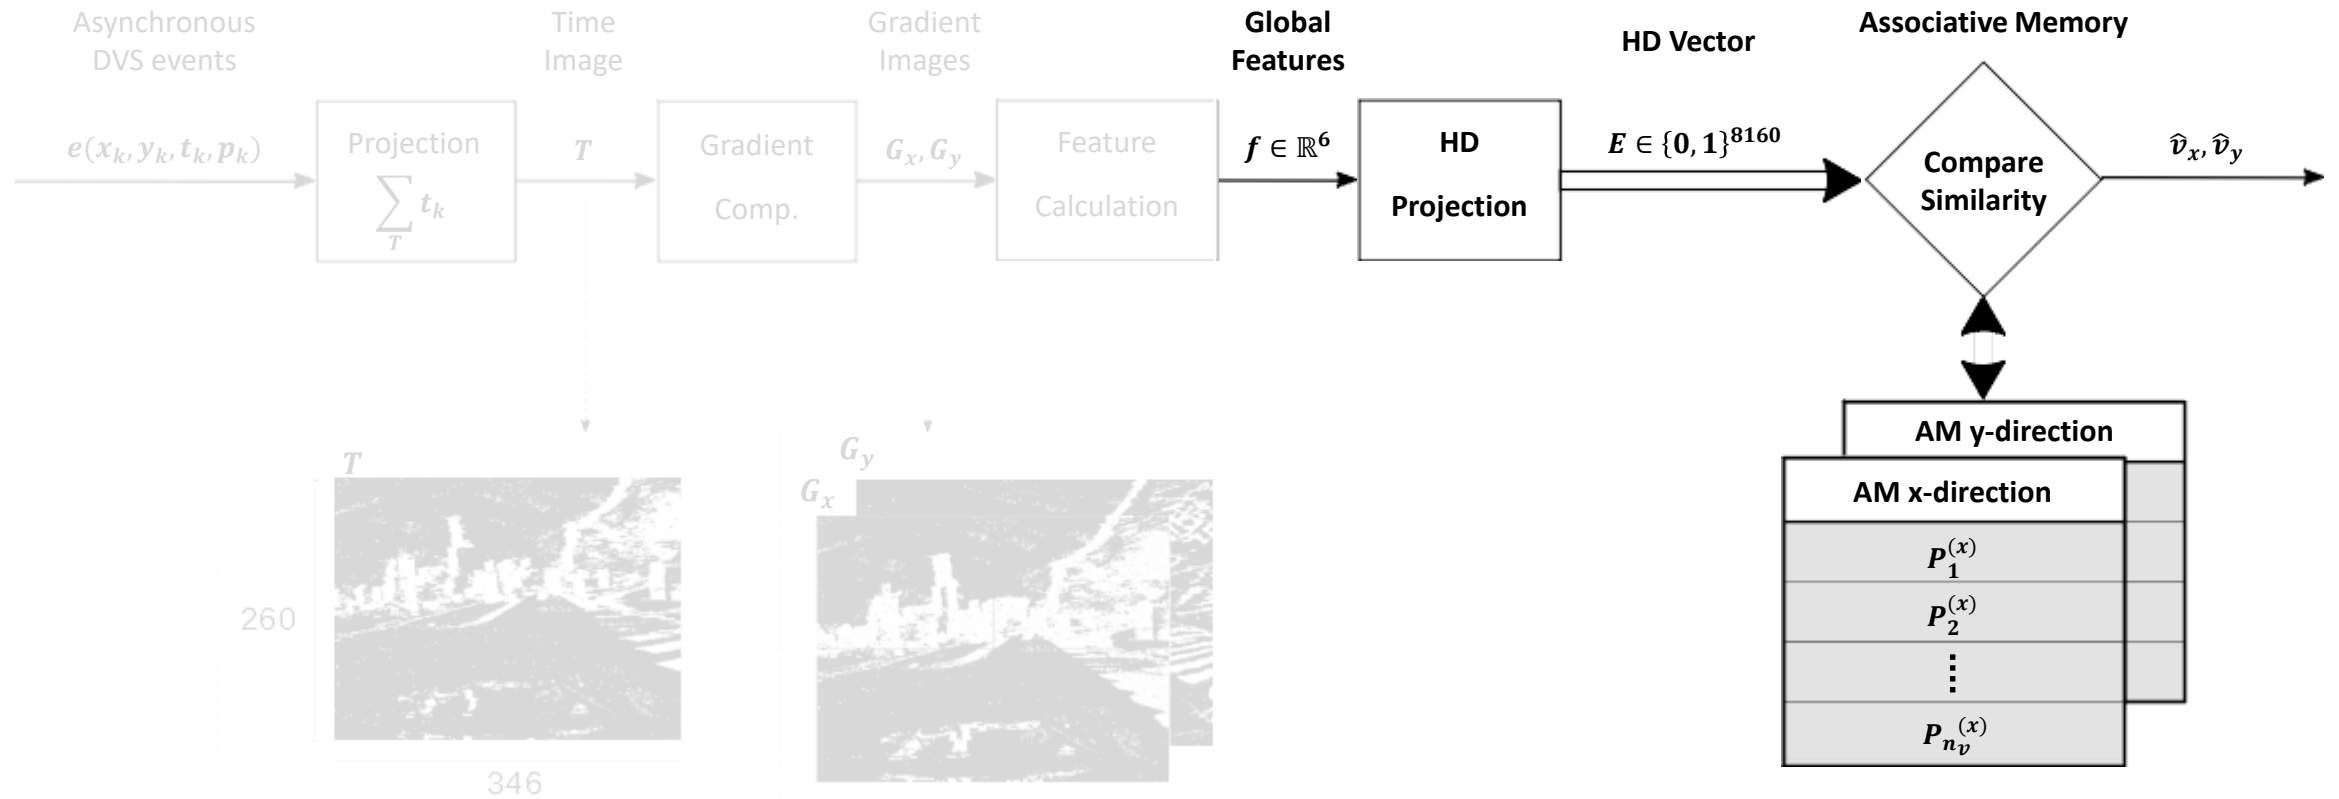 Asynchronous
DVS events
Time
Image
Gradient
Images
Global
Features
HD Vector
Associative Memory
e(x_k, y_k, t_k, p_k)
Projection
∑_T t_k
T
Gradient
Comp.
G_x, G_y
Feature
Calculation
f ∈ ℝ^6
HD
Projection
E ∈ {0, 1}^8160
Compare
Similarity
v̂_x, v̂_y
T
260
346
G_y
G_x
AM y-direction
AM x-direction
P_1^(x)
P_2^(x)
⋮
P_{n_v}^(x)